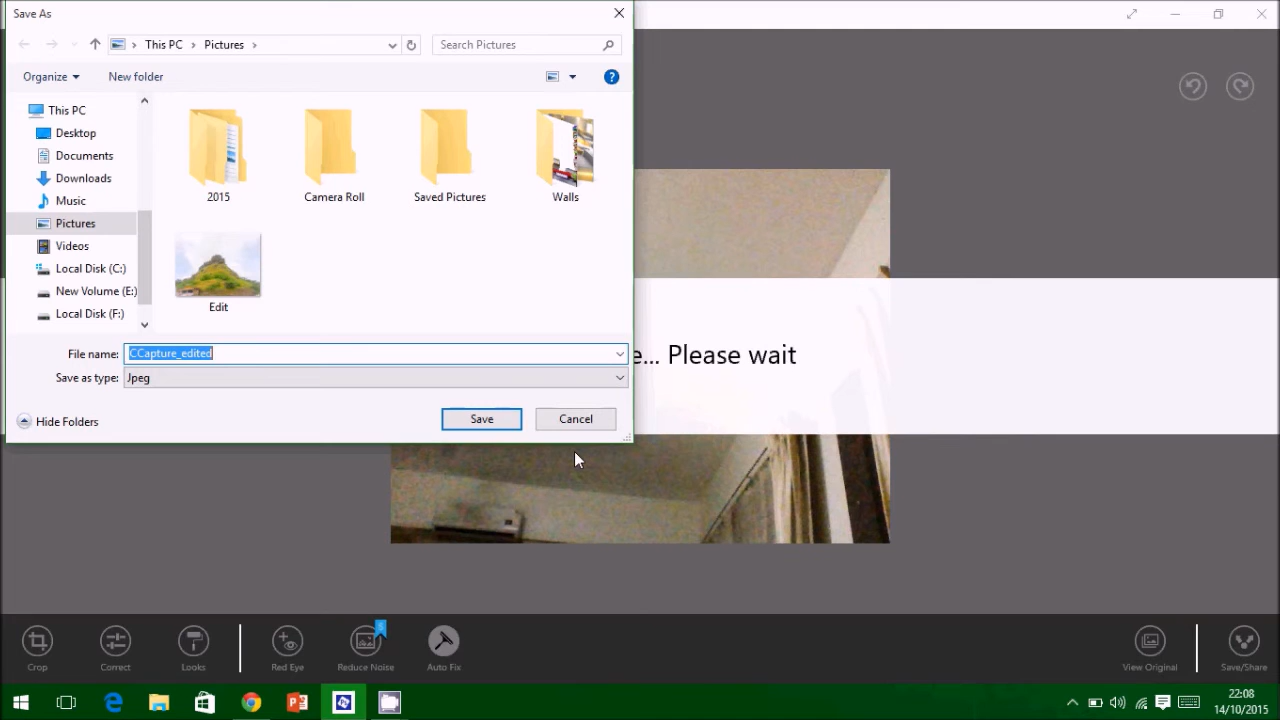 Save As
This PC
Pictures
Search Pictures
Organize
New folder
?
This PC
Desktop
Documents
Downloads
Music
Pictures
Videos
Local Disk (C:)
New Volume (E:)
Local Disk (F:)
2015
Camera Roll
Saved Pictures
Walls
Edit
File name:
CCapture_edited
Save as type:
Jpeg
Hide Folders
Save
Cancel
e... Please wait
Crop
Correct
Looks
Red Eye
Reduce Noise
Auto Fix
View Original
Save/Share
22:08
14/10/2015